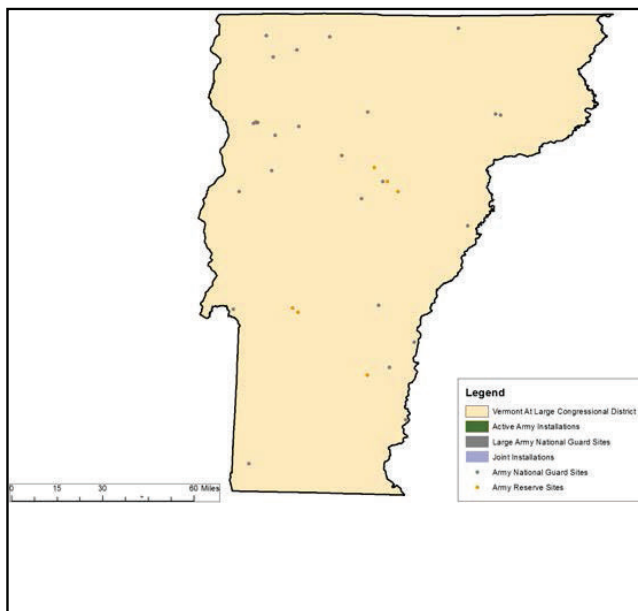 Legend
Vermont At Large Congressional District
Active Army Installations
Large Army National Guard Sites
Joint Installations
Army National Guard Sites
Army Reserve Sites
0 15 30 60 Miles